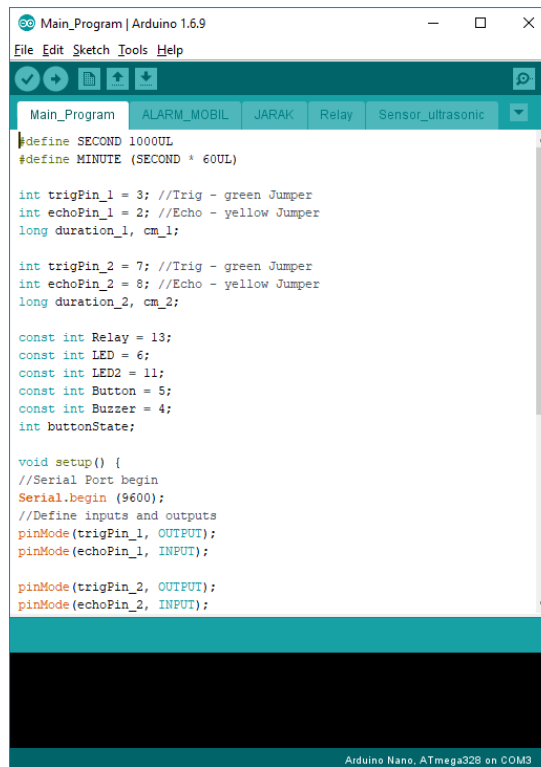 Main_Program | Arduino 1.6.9
File Edit Sketch Tools Help
Main_Program ALARM_MOBIL JARAK Relay Sensor_ultrasonic
#define SECOND 1000UL
#define MINUTE (SECOND * 60UL)
int trigPin_1 = 3; //Trig - green Jumper
int echoPin_1 = 2; //Echo - yellow Jumper
long duration_1, cm_1;
int trigPin_2 = 7; //Trig - green Jumper
int echoPin_2 = 8; //Echo - yellow Jumper
long duration_2, cm_2;
const int Relay = 13;
const int LED = 6;
const int LED2 = 11;
const int Button = 5;
const int Buzzer = 4;
int buttonState;
void setup() {
//Serial Port begin
Serial.begin (9600);
//Define inputs and outputs
pinMode(trigPin_1, OUTPUT);
pinMode(echoPin_1, INPUT);
pinMode(trigPin_2, OUTPUT);
pinMode(echoPin_2, INPUT);
Arduino Nano, ATmega328 on COM3